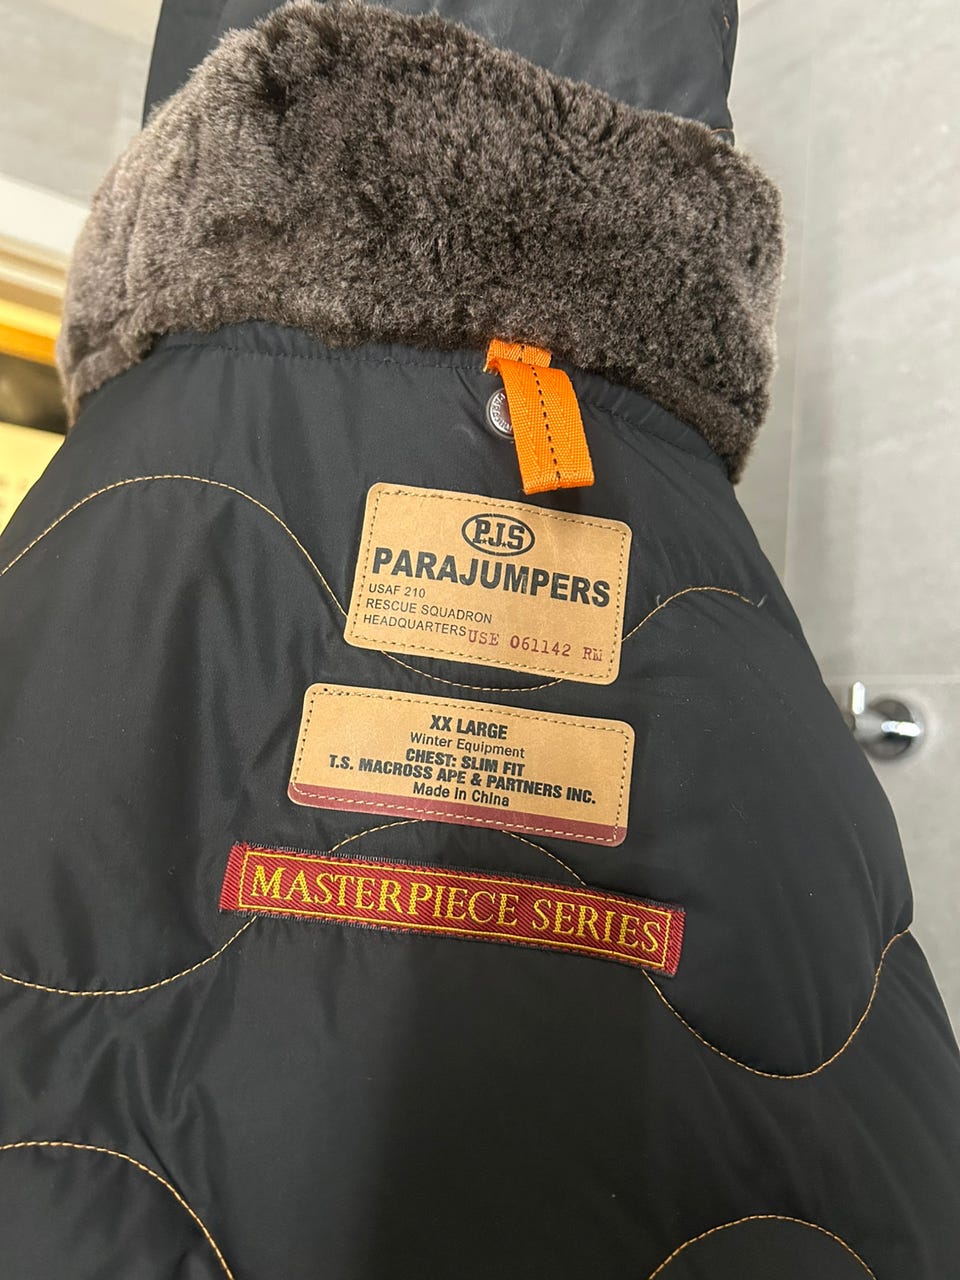 P.J.S
PARAJUMPERS
USAF 210
RESCUE SQUADRON
HEADQUARTERS USE 061142 RM
XX LARGE
Winter Equipment
CHEST: SLIM FIT
T.S. MACROSS APE & PARTNERS INC.
Made in China
MASTERPIECE SERIES